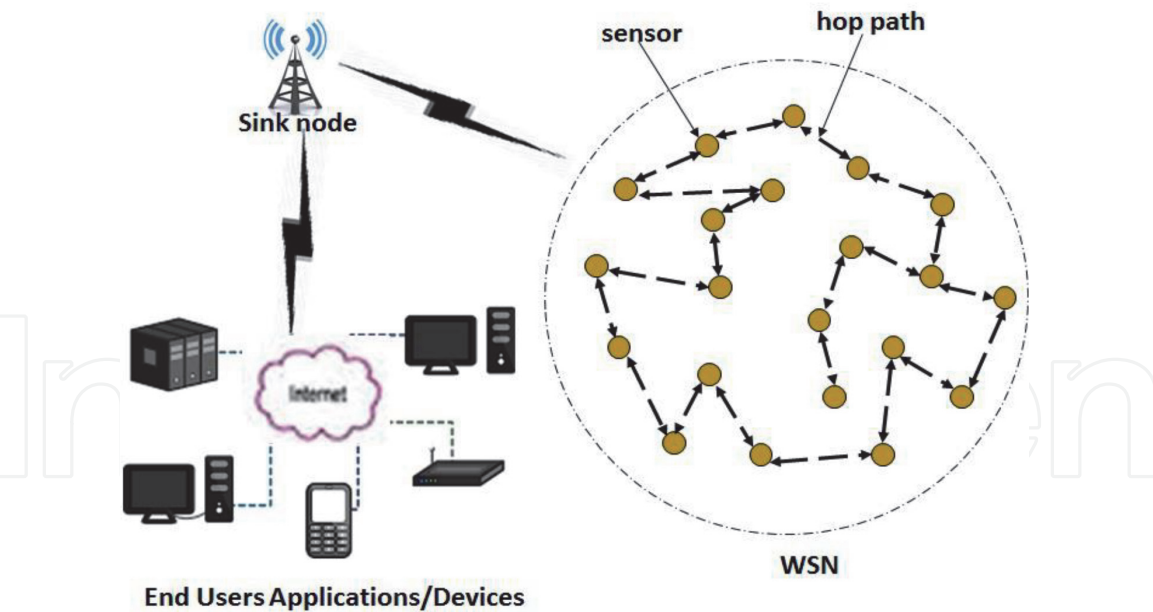 sensor
hop path
Sink node
Internet
WSN
End Users Applications/Devices